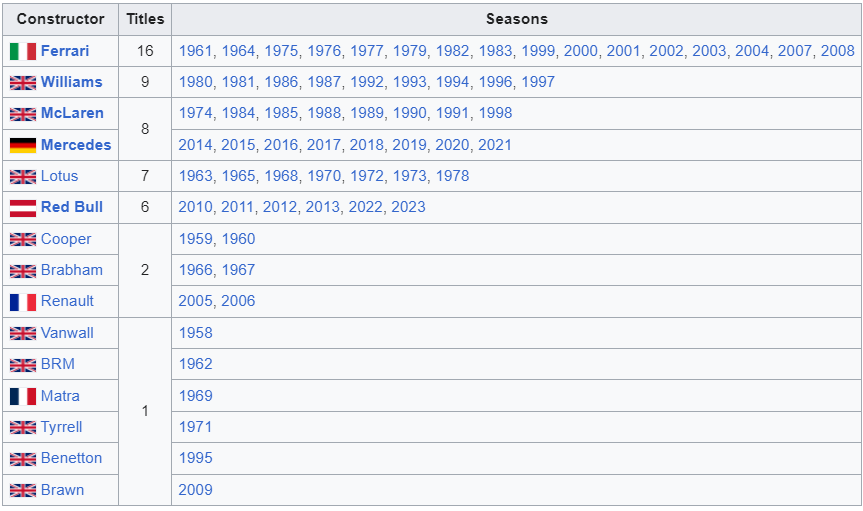 Constructor Titles Seasons
Ferrari 16 1961, 1964, 1975, 1976, 1977, 1979, 1982, 1983, 1999, 2000, 2001, 2002, 2003, 2004, 2007, 2008
Williams 9 1980, 1981, 1986, 1987, 1992, 1993, 1994, 1996, 1997
McLaren 8 1974, 1984, 1985, 1988, 1989, 1990, 1991, 1998
Mercedes 2014, 2015, 2016, 2017, 2018, 2019, 2020, 2021
Lotus 7 1963, 1965, 1968, 1970, 1972, 1973, 1978
Red Bull 6 2010, 2011, 2012, 2013, 2022, 2023
Cooper 2 1959, 1960
Brabham 1966, 1967
Renault 2005, 2006
Vanwall 1 1958
BRM 1962
Matra 1969
Tyrrell 1971
Benetton 1995
Brawn 2009